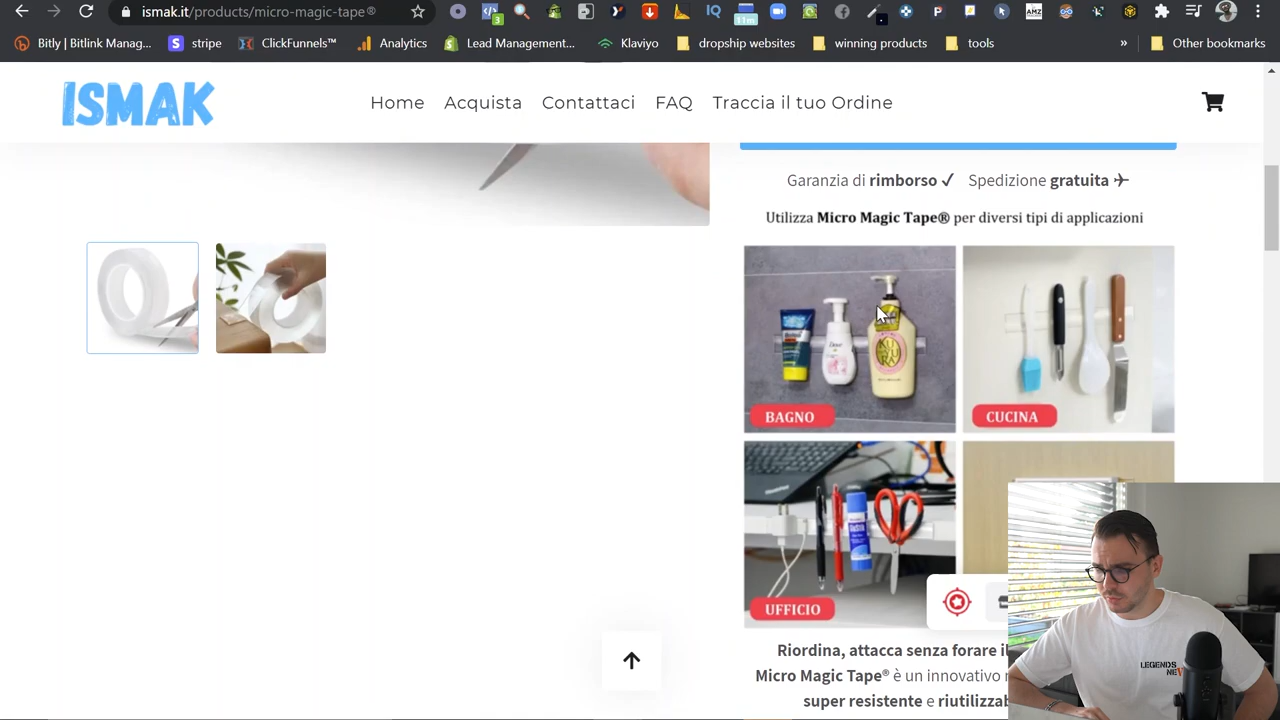 ismak.it/products/micro-magic-tape®
3
11m
AMZ
Bitly | Bitlink Manag...
stripe
ClickFunnels™
Analytics
Lead Management...
Klaviyo
dropship websites
winning products
tools
»
Other bookmarks
ISMAK
Home
Acquista
Contattaci
FAQ
Traccia il tuo Ordine
Garanzia di rimborso ✓ Spedizione gratuita ✈
Utilizza Micro Magic Tape® per diversi tipi di applicazioni
BAGNO
CUCINA
UFFICIO
Riordina, attacca senza forare
Micro Magic Tape® è un innovativo
super resistente e
LEGENDS